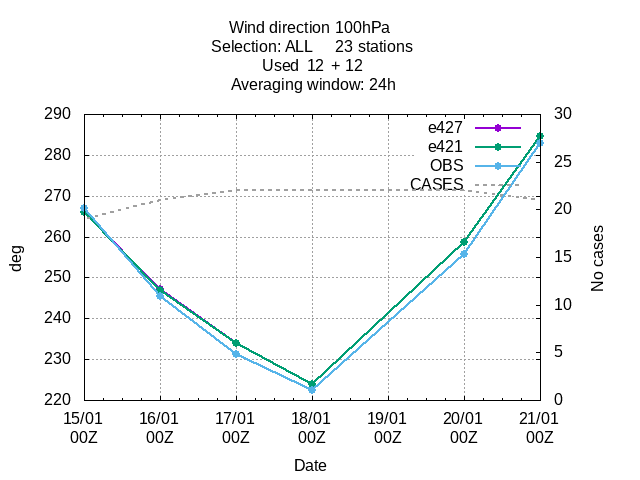 Wind direction 100hPa
Selection: ALL 23 stations
Used 12 + 12
Averaging window: 24h
290 30
e427
e421
OBS
CASES
280 25
270 20
260
250 15
240 10
230 5
220 0
deg
No cases
15/01 16/01 17/01 18/01 19/01 20/01 21/01
00Z 00Z 00Z 00Z 00Z 00Z 00Z
Date